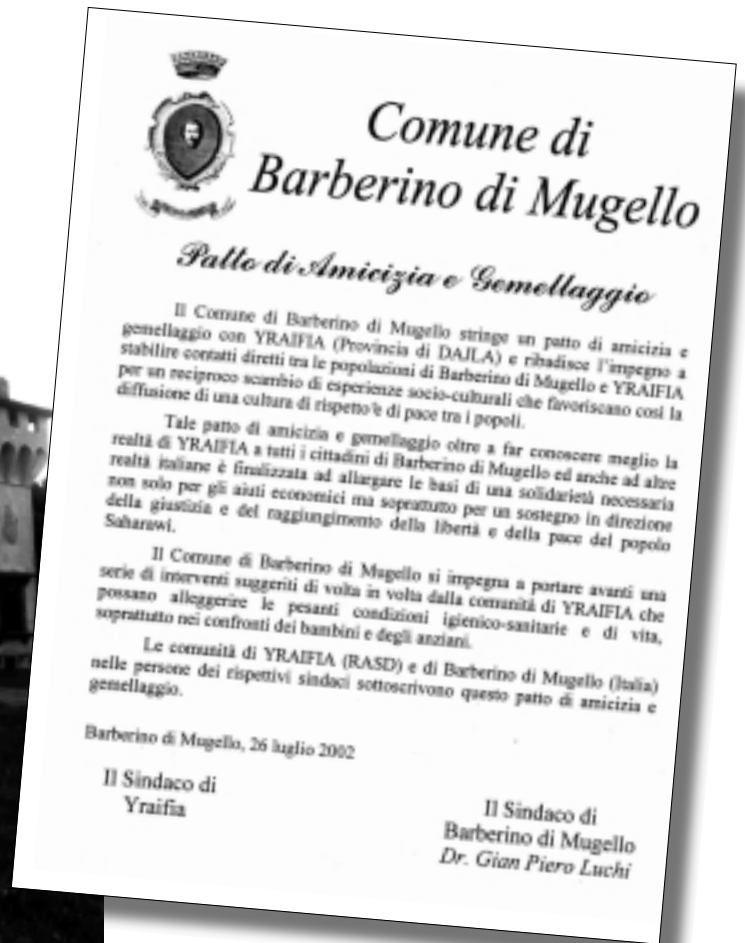 Comune di
Barberino di Mugello
Patto di Amicizia e Gemellaggio
Il Comune di Barberino di Mugello stringe un patto di amicizia e
gemellaggio con YRAIFIA (Provincia di DAJLA) e ribadisce l'impegno a
stabilire contatti diretti tra le popolazioni di Barberino di Mugello e YRAIFIA
per un reciproco scambio di esperienze socio-culturali che favoriscano così la
diffusione di una cultura di rispetto e di pace tra i popoli.
Tale patto di amicizia e gemellaggio oltre a far conoscere meglio la
realtà di YRAIFIA a tutti i cittadini di Barberino di Mugello ed anche ad altre
realtà italiane è finalizzata ad allargare le basi di una solidarietà necessaria
non solo per gli aiuti economici ma soprattutto per un sostegno in direzione
della giustizia e del raggiungimento della libertà e della pace del popolo
Saharawi.
Il Comune di Barberino di Mugello si impegna a portare avanti una
serie di interventi suggeriti di volta in volta dalla comunità di YRAIFIA che
possano alleggerire le pesanti condizioni igienico-sanitarie e di vita,
soprattutto nei confronti dei bambini e degli anziani.
Le comunità di YRAIFIA (RASD) e di Barberino di Mugello (Italia)
nelle persone dei rispettivi sindaci sottoscrivono questo patto di amicizia e
gemellaggio.
Barberino di Mugello, 26 luglio 2002
Il Sindaco di
Yraifia
Il Sindaco di
Barberino di Mugello
Dr. Gian Piero Luchi